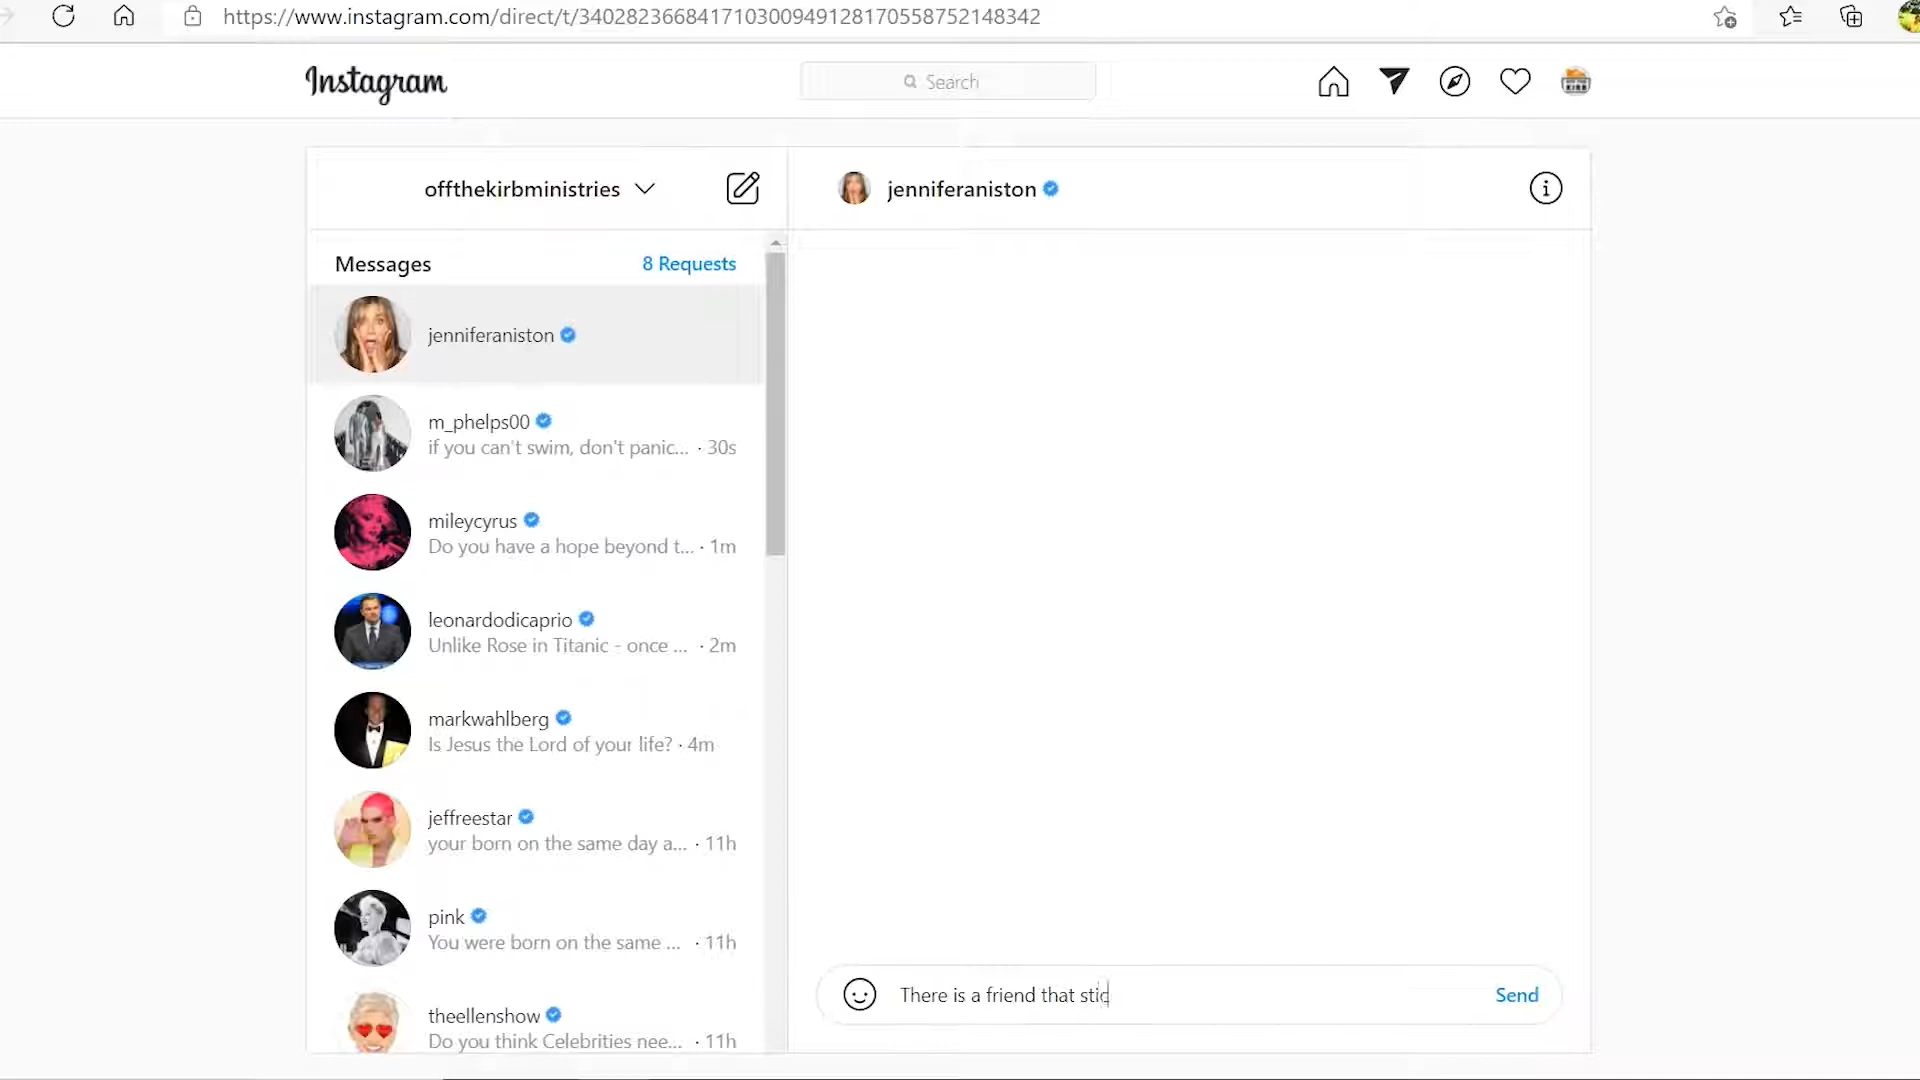 https://www.instagram.com/direct/t/340282366841710300949128170558752148342
Instagram
Search
offthekirbministries
jenniferaniston
Messages
8 Requests
jenniferaniston
m_phelps00
if you can't swim, don't panic... · 30s
mileycyrus
Do you have a hope beyond t... · 1m
leonardodicaprio
Unlike Rose in Titanic - once ... · 2m
markwahlberg
Is Jesus the Lord of your life? · 4m
jeffreestar
your born on the same day a... · 11h
pink
You were born on the same ... · 11h
theellenshow
Do you think Celebrities nee... · 11h
There is a friend that stic
Send